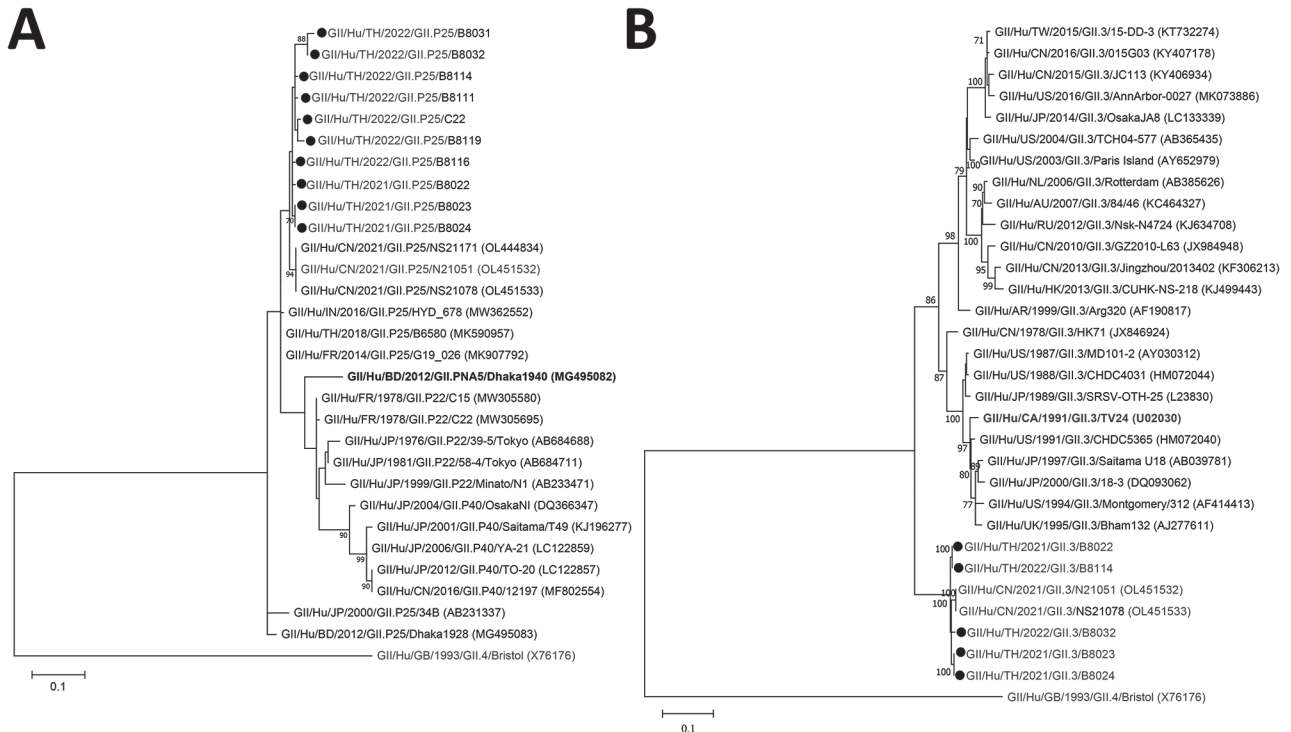 A
88
GII/Hu/TH/2022/GII.P25/B8031
GII/Hu/TH/2022/GII.P25/B8032
GII/Hu/TH/2022/GII.P25/B8114
GII/Hu/TH/2022/GII.P25/B8111
GII/Hu/TH/2022/GII.P25/C22
GII/Hu/TH/2022/GII.P25/B8119
GII/Hu/TH/2022/GII.P25/B8116
GII/Hu/TH/2021/GII.P25/B8022
GII/Hu/TH/2021/GII.P25/B8023
70
GII/Hu/TH/2021/GII.P25/B8024
GII/Hu/CN/2021/GII.P25/NS21171 (OL444834)
94
GII/Hu/CN/2021/GII.P25/N21051 (OL451532)
GII/Hu/CN/2021/GII.P25/NS21078 (OL451533)
GII/Hu/IN/2016/GII.P25/HYD_678 (MW362552)
GII/Hu/TH/2018/GII.P25/B6580 (MK590957)
GII/Hu/FR/2014/GII.P25/G19_026 (MK907792)
GII/Hu/BD/2012/GII.PNA5/Dhaka1940 (MG495082)
GII/Hu/FR/1978/GII.P22/C15 (MW305580)
GII/Hu/FR/1978/GII.P22/C22 (MW305695)
GII/Hu/JP/1976/GII.P22/39-5/Tokyo (AB684688)
GII/Hu/JP/1981/GII.P22/58-4/Tokyo (AB684711)
GII/Hu/JP/1999/GII.P22/Minato/N1 (AB233471)
GII/Hu/JP/2004/GII.P40/OsakaNI (DQ366347)
90
GII/Hu/JP/2001/GII.P40/Saitama/T49 (KJ196277)
GII/Hu/JP/2006/GII.P40/YA-21 (LC122859)
99
GII/Hu/JP/2012/GII.P40/TO-20 (LC122857)
90
GII/Hu/CN/2016/GII.P40/12197 (MF802554)
GII/Hu/JP/2000/GII.P25/34B (AB231337)
GII/Hu/BD/2012/GII.P25/Dhaka1928 (MG495083)
GII/Hu/GB/1993/GII.4/Bristol (X76176)
0.1
B
GII/Hu/TW/2015/GII.3/15-DD-3 (KT732274)
71
GII/Hu/CN/2016/GII.3/015G03 (KY407178)
GII/Hu/CN/2015/GII.3/JC113 (KY406934)
100
GII/Hu/US/2016/GII.3/AnnArbor-0027 (MK073886)
GII/Hu/JP/2014/GII.3/OsakaJA8 (LC133339)
GII/Hu/US/2004/GII.3/TCH04-577 (AB365435)
100
GII/Hu/US/2003/GII.3/Paris Island (AY652979)
79
GII/Hu/NL/2006/GII.3/Rotterdam (AB385626)
90
GII/Hu/AU/2007/GII.3/84/46 (KC464327)
70
GII/Hu/RU/2012/GII.3/Nsk-N4724 (KJ634708)
98
100
GII/Hu/CN/2010/GII.3/GZ2010-L63 (JX984948)
GII/Hu/CN/2013/GII.3/Jingzhou/2013402 (KF306213)
95
GII/Hu/HK/2013/GII.3/CUHK-NS-218 (KJ499443)
99
86
GII/Hu/AR/1999/GII.3/Arg320 (AF190817)
GII/Hu/CN/1978/GII.3/HK71 (JX846924)
GII/Hu/US/1987/GII.3/MD101-2 (AY030312)
87
GII/Hu/US/1988/GII.3/CHDC4031 (HM072044)
GII/Hu/JP/1989/GII.3/SRSV-OTH-25 (L23830)
100
GII/Hu/CA/1991/GII.3/TV24 (U02030)
GII/Hu/US/1991/GII.3/CHDC5365 (HM072040)
97
GII/Hu/JP/1997/GII.3/Saitama U18 (AB039781)
89
80
GII/Hu/JP/2000/GII.3/18-3 (DQ093062)
GII/Hu/US/1994/GII.3/Montgomery/312 (AF414413)
77
GII/Hu/UK/1995/GII.3/Bham132 (AJ277611)
100
GII/Hu/TH/2021/GII.3/B8022
GII/Hu/TH/2022/GII.3/B8114
100
GII/Hu/CN/2021/GII.3/N21051 (OL451532)
100
GII/Hu/CN/2021/GII.3/NS21078 (OL451533)
GII/Hu/TH/2022/GII.3/B8032
GII/Hu/TH/2021/GII.3/B8023
100
GII/Hu/TH/2021/GII.3/B8024
GII/Hu/GB/1993/GII.4/Bristol (X76176)
0.1